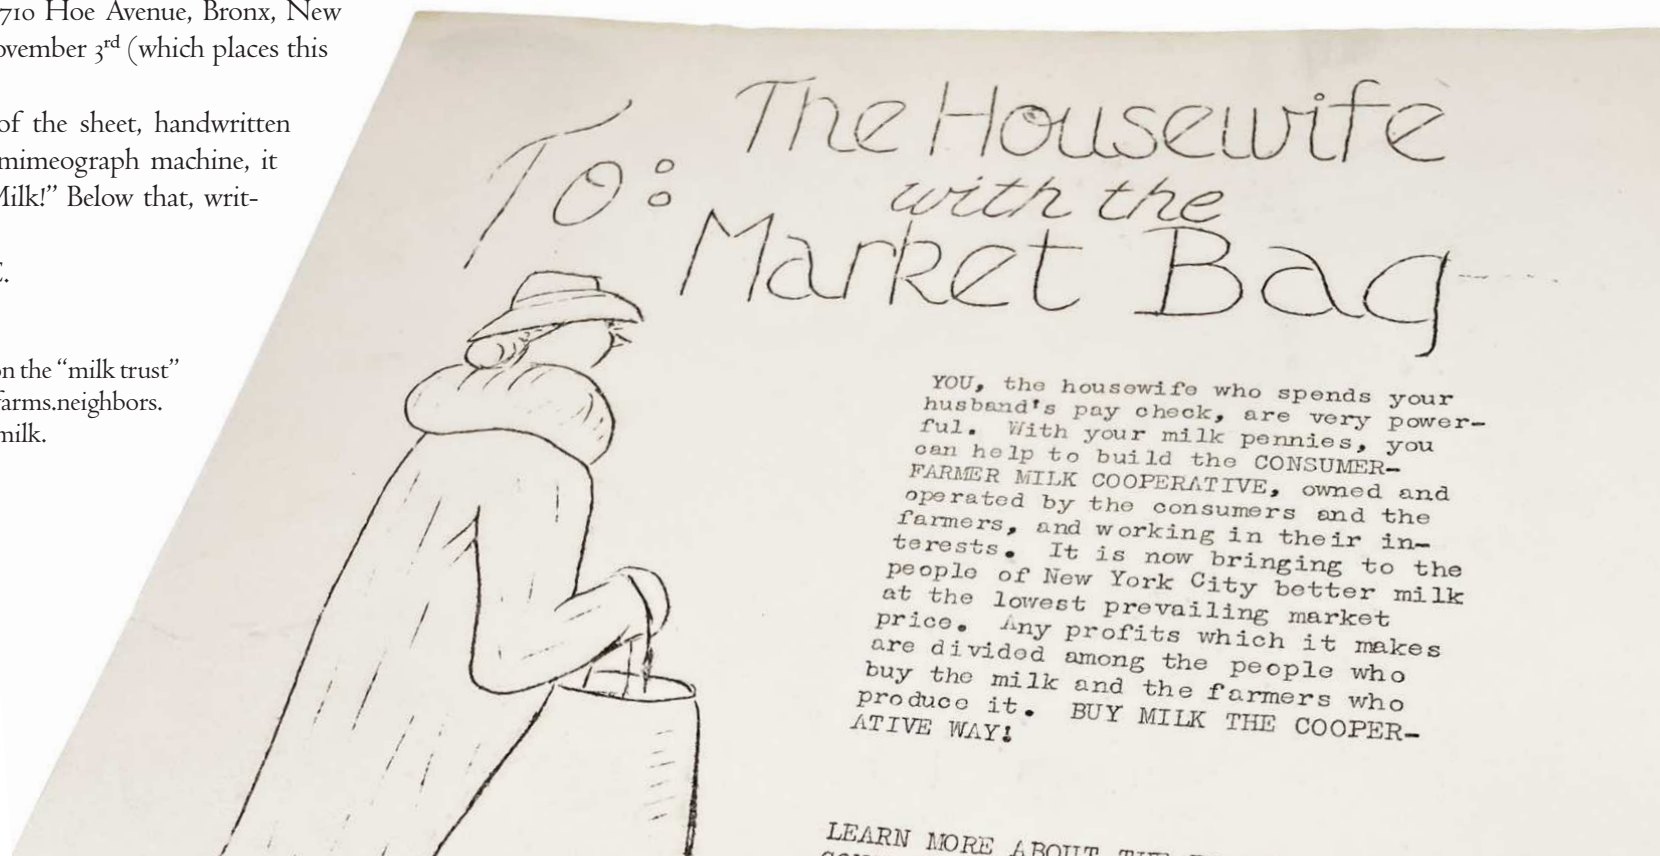 710 Hoe Avenue, Bronx, New
ovember 3rd (which places this
of the sheet, handwritten
mimeograph machine, it
Milk!” Below that, writ-
C.
on the “milk trust”
farms.neighbors.
milk.
To: The Housewife
with the
Market Bag
YOU, the housewife who spends your
husband's pay check, are very power-
ful. With your milk pennies, you
can help to build the CONSUMER-
FARMER MILK COOPERATIVE, owned and
operated by the consumers and the
farmers, and working in their in-
terests. It is now bringing to the
people of New York City better milk
at the lowest prevailing market
price. Any profits which it makes
are divided among the people who
buy the milk and the farmers who
produce it. BUY MILK THE COOPER-
ATIVE WAY!
LEARN MORE ABOUT THE